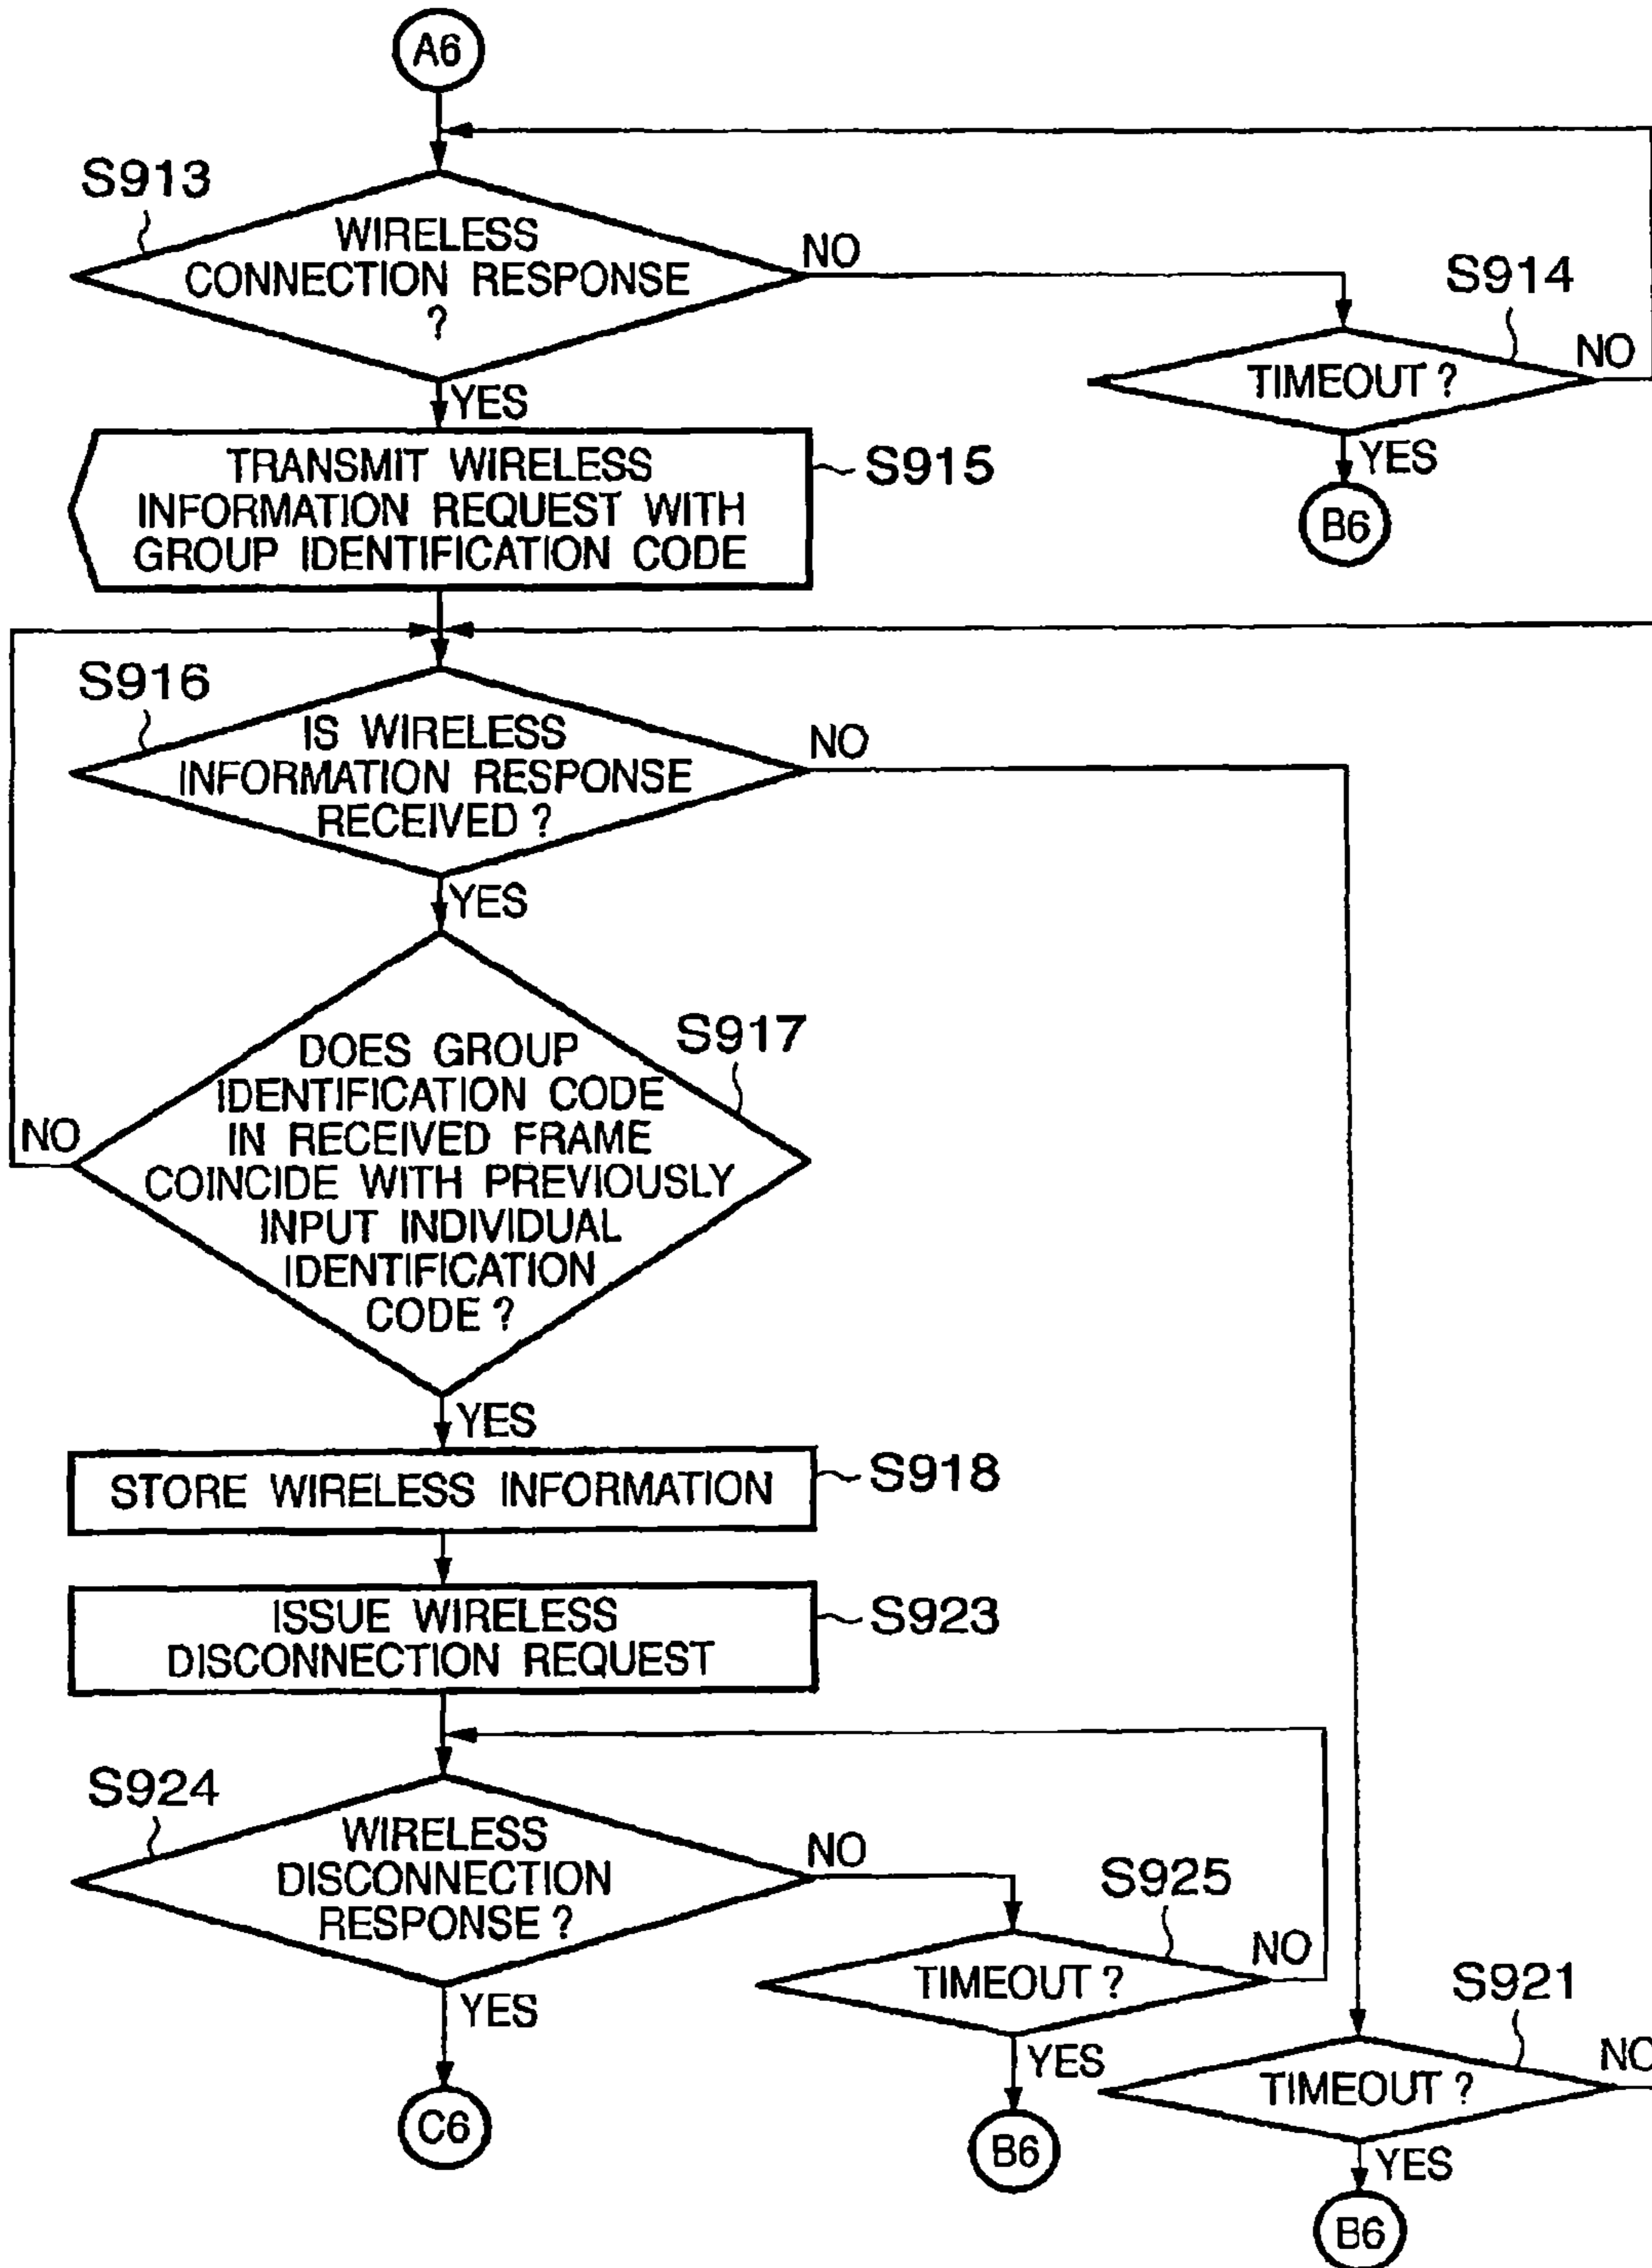 A6
S913
WIRELESS
CONNECTION RESPONSE
?
NO
S914
TIMEOUT ?
NO
YES
B6
YES
TRANSMIT WIRELESS
INFORMATION REQUEST WITH
GROUP IDENTIFICATION CODE
S915
S916
IS WIRELESS
INFORMATION RESPONSE
RECEIVED ?
NO
YES
S917
DOES GROUP
IDENTIFICATION CODE
IN RECEIVED FRAME
COINCIDE WITH PREVIOUSLY
INPUT INDIVIDUAL
IDENTIFICATION
CODE ?
NO
YES
STORE WIRELESS INFORMATION
S918
ISSUE WIRELESS
DISCONNECTION REQUEST
S923
S924
WIRELESS
DISCONNECTION
RESPONSE ?
NO
S925
TIMEOUT ?
NO
YES
B6
YES
C6
S921
TIMEOUT ?
NO
YES
B6